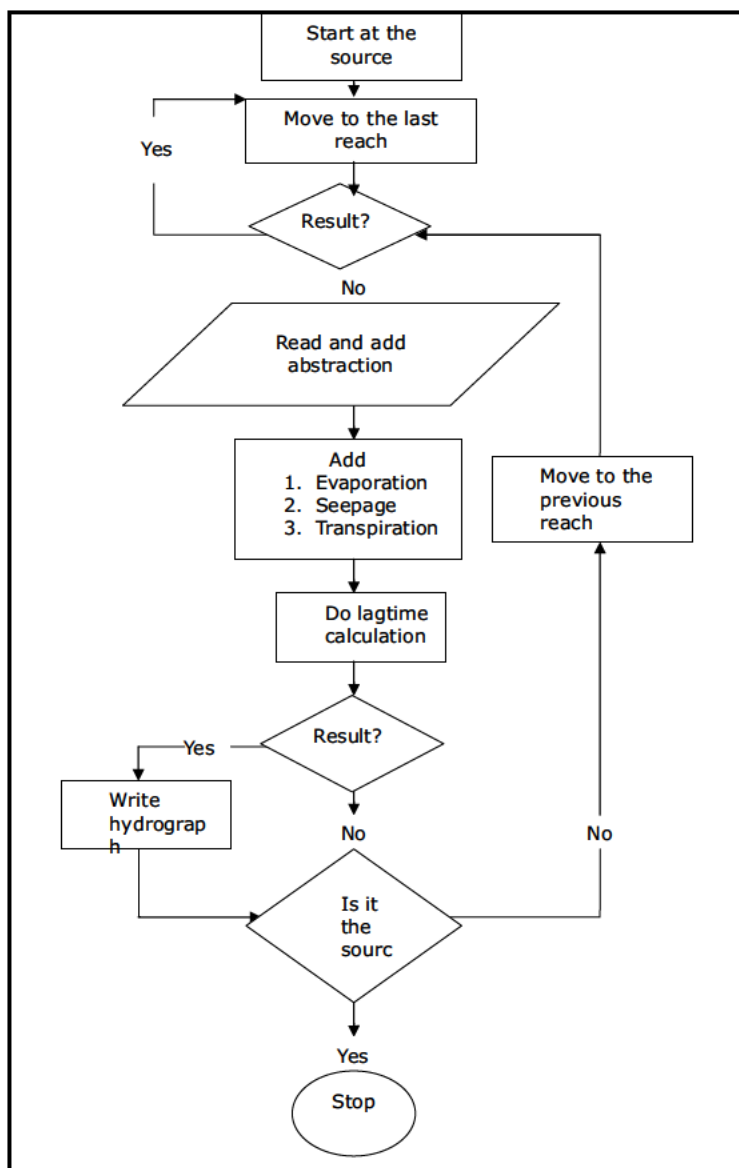 Start at the
source
Move to the last
reach
Yes
Result?
No
Read and add
abstraction
Add
1. Evaporation
2. Seepage
3. Transpiration
Move to the
previous
reach
Do lagtime
calculation
Result?
Yes
Write
hydrograp
h
No
No
Is it
the
sourc
Yes
Stop